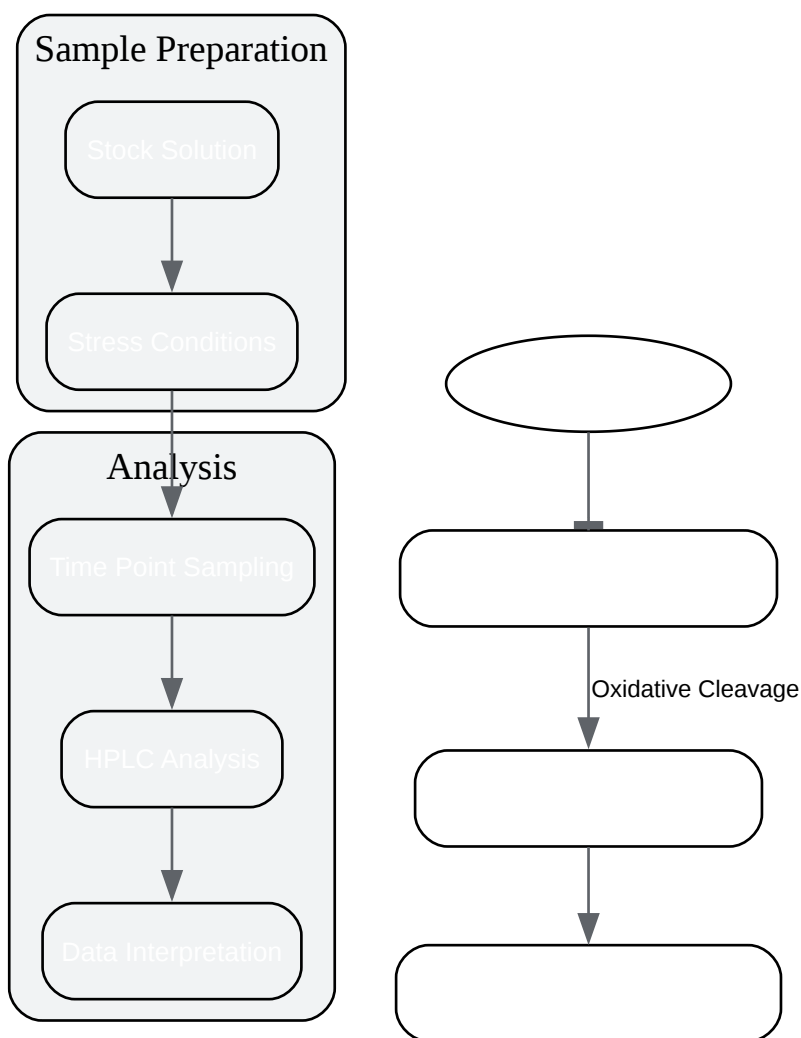 Sample Preparation
Stock Solution
Stress Conditions
Analysis
Time Point Sampling
Oxidative Cleavage
HPLC Analysis
Data Interpretation